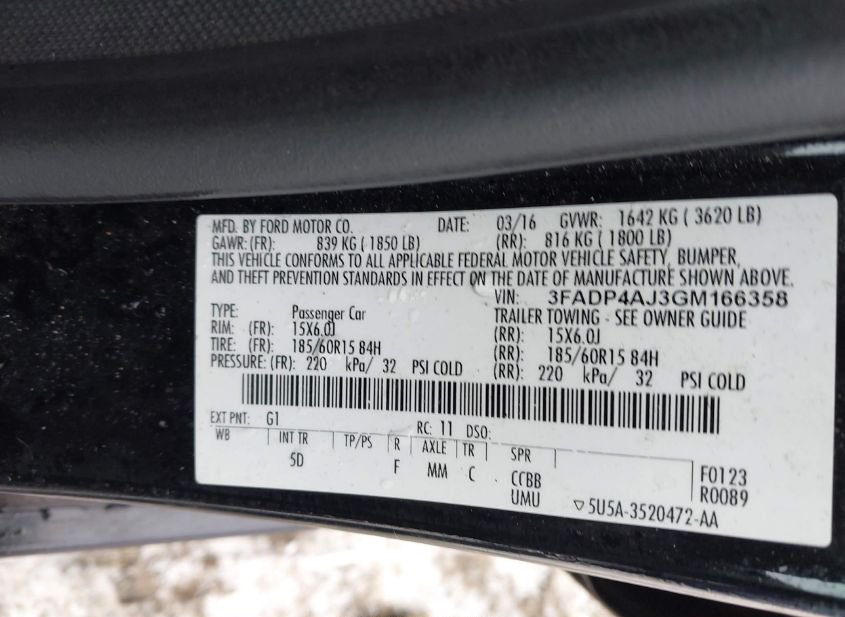 MFD. BY FORD MOTOR CO. DATE: 03/16 GVWR: 1642 KG ( 3620 LB)
GAWR: (FR): 839 KG ( 1850 LB) (RR): 816 KG ( 1800 LB)
THIS VEHICLE CONFORMS TO ALL APPLICABLE FEDERAL MOTOR VEHICLE SAFETY, BUMPER,
AND THEFT PREVENTION STANDARDS IN EFFECT ON THE DATE OF MANUFACTURE SHOWN ABOVE.
VIN: 3FADP4AJ3GM166358
TYPE: Passenger Car TRAILER TOWING - SEE OWNER GUIDE
RIM: (FR): 15X6.0J (RR): 15X6.0J
TIRE: (FR): 185/60R15 84H (RR): 185/60R15 84H
PRESSURE: (FR): 220 kPa/ 32 PSI COLD (RR): 220 kPa/ 32 PSI COLD
EXT PNT: G1 RC: 11 DSO:
WB INT TR TP/PS R AXLE TR SPR
5D F MM C CCBB F0123
UMU R0089
▽5U5A-3520472-AA